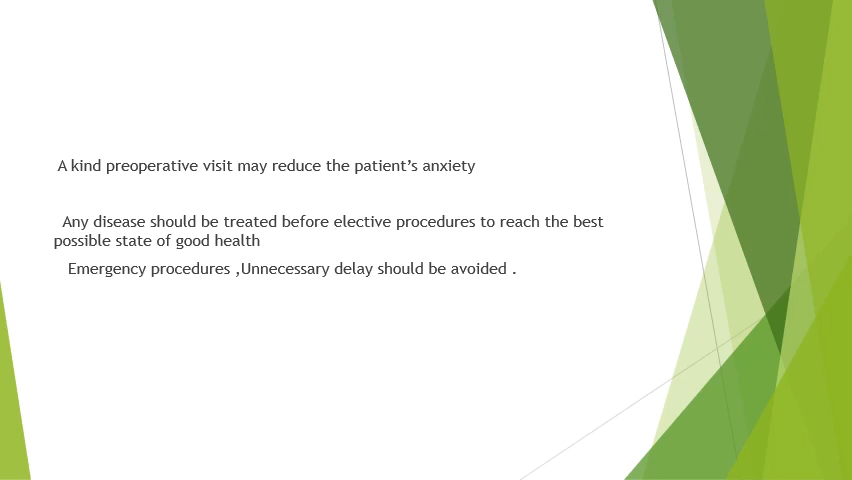 A kind preoperative visit may reduce the patient’s anxiety
Any disease should be treated before elective procedures to reach the best
possible state of good health
Emergency procedures ,Unnecessary delay should be avoided .